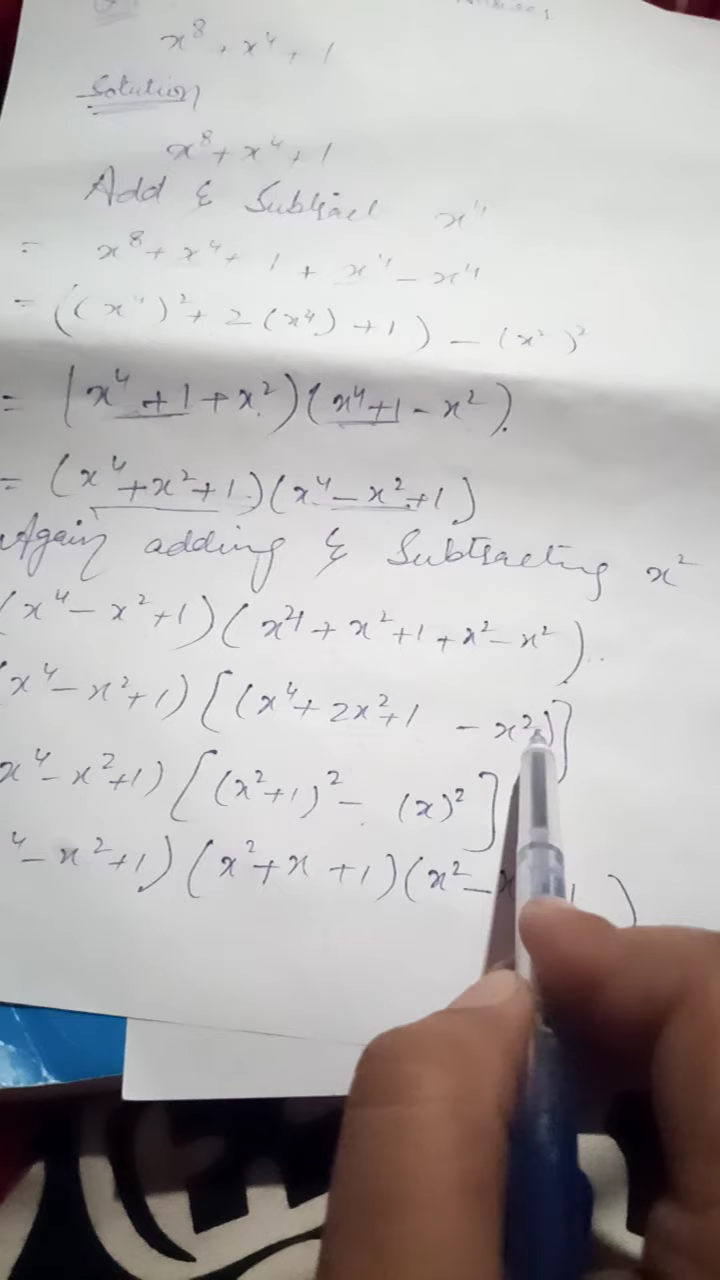 x⁸ + x⁴ + 1
Solution
x⁸ + x⁴ + 1
Add & Subtract x⁴
= x⁸ + x⁴ + 1 + x⁴ - x⁴
= ((x⁴)² + 2(x⁴) + 1) - (x²)²
= (x⁴ + 1 + x²)(x⁴ + 1 - x²).
= (x⁴ + x² + 1)(x⁴ - x² + 1)
Again adding & Subtracting x²
(x⁴ - x² + 1)(x⁴ + x² + 1 + x² - x²).
(x⁴ - x² + 1)[(x⁴ + 2x² + 1 - x²)]
x⁴ - x² + 1)[(x² + 1)² - (x)²]
⁴ - x² + 1)(x² + x + 1)(x² - x )